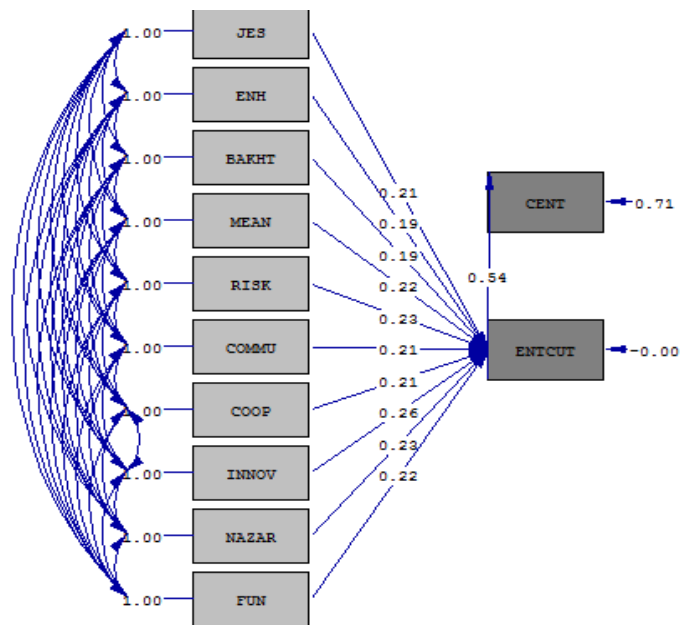 1.00 JES
1.00 ENH
1.00 BAKHT
0.21
CENT 0.71
0.19
1.00 MEAN
0.19
0.22
0.54
1.00 RISK
0.23
1.00 COMMU
0.21
ENTCUT -0.00
0.21
1.00 COOP
0.26
0.23
1.00 INNOV
0.22
1.00 NAZAR
1.00 FUN